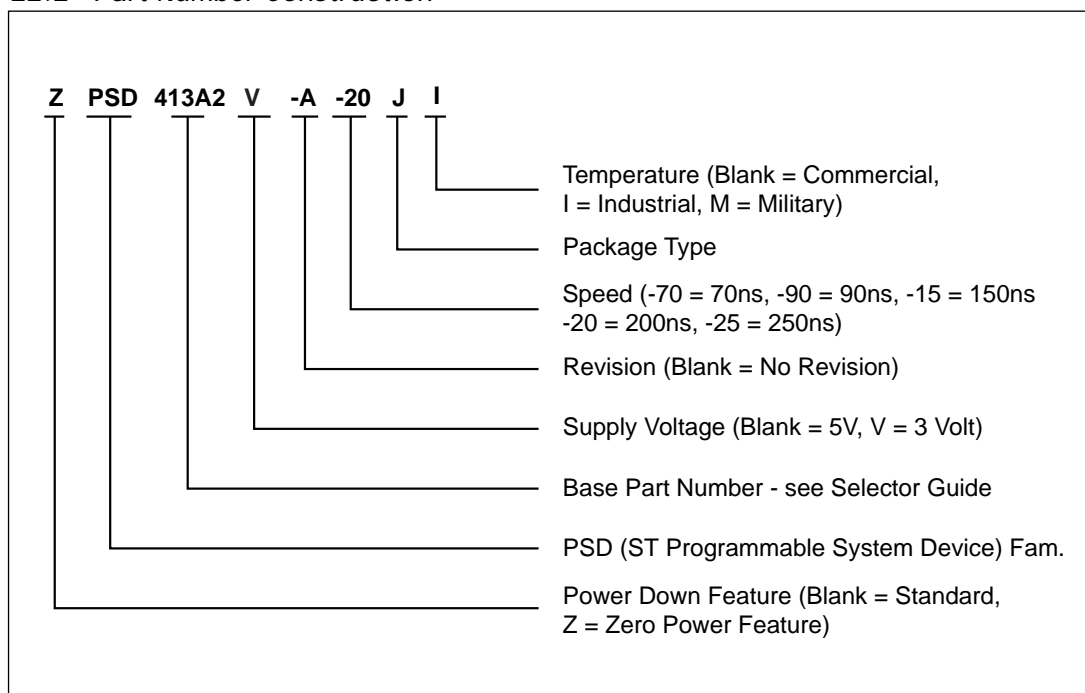 Z PSD 413A2 V -A -20 J I
Temperature (Blank = Commercial,
I = Industrial, M = Military)
Package Type
Speed (-70 = 70ns, -90 = 90ns, -15 = 150ns
-20 = 200ns, -25 = 250ns)
Revision (Blank = No Revision)
Supply Voltage (Blank = 5V, V = 3 Volt)
Base Part Number - see Selector Guide
PSD (ST Programmable System Device) Fam.
Power Down Feature (Blank = Standard,
Z = Zero Power Feature)